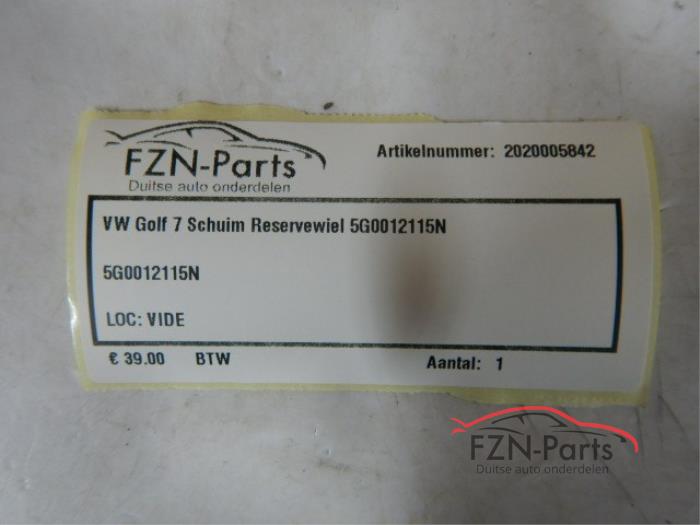 FZN-Parts
Duitse auto onderdelen
Artikelnummer: 2020005842
VW Golf 7 Schuim Reservewiel 5G0012115N
5G0012115N
LOC: VIDE
€ 39.00 BTW
Aantal: 1
FZN-Parts
Duitse auto onderdelen